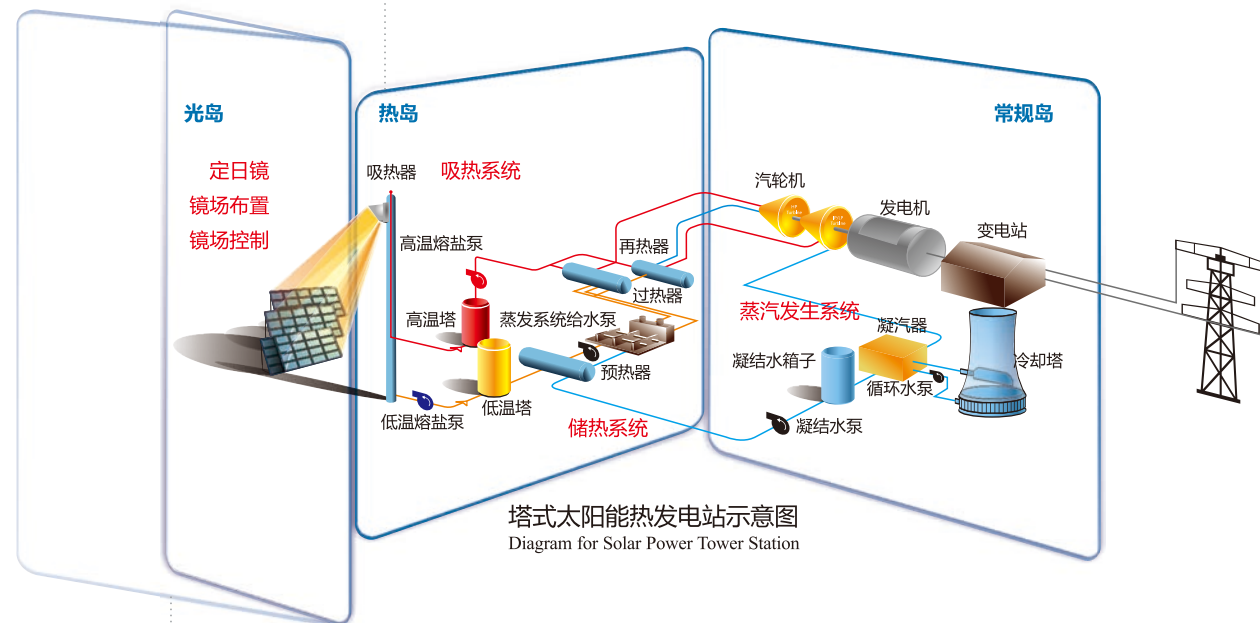 光岛
定日镜
镜场布置
镜场控制
热岛
吸热器
吸热系统
高温熔盐泵
再热器
过热器
高温塔
蒸发系统给水泵
预热器
低温塔
低温熔盐泵
储热系统
常规岛
汽轮机
发电机
变电站
蒸汽发生系统
凝汽器
凝结水箱子
冷却塔
循环水泵
凝结水泵
塔式太阳能热发电站示意图
Diagram for Solar Power Tower Station